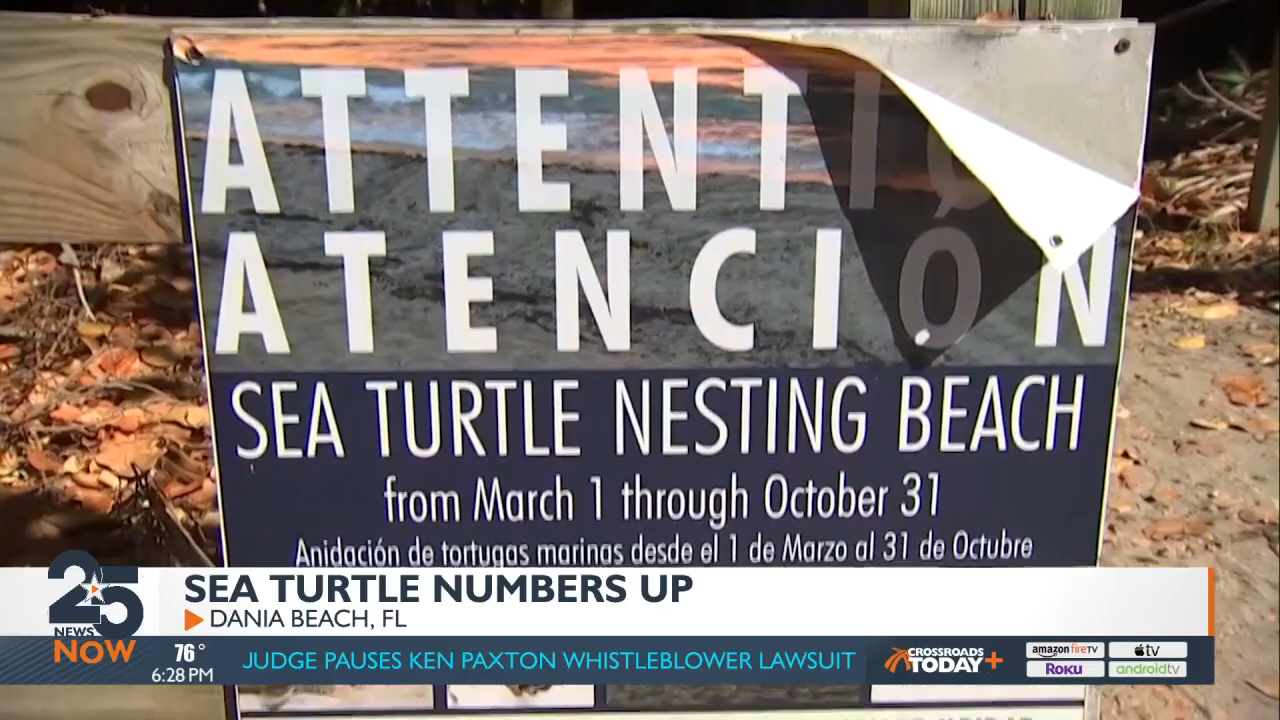 ATTENTIO
ATENCION
SEA TURTLE NESTING BEACH
from March 1 through October 31
Anidación de tortugas marinas desde el 1 de Marzo al 31 de Octubre
25
NEWS
NOW
SEA TURTLE NUMBERS UP
DANIA BEACH, FL
76°
6:28 PM
JUDGE PAUSES KEN PAXTON WHISTLEBLOWER LAWSUIT
CROSSROADS
TODAY+
amazon fireTV
tv
ROKU
androidtv